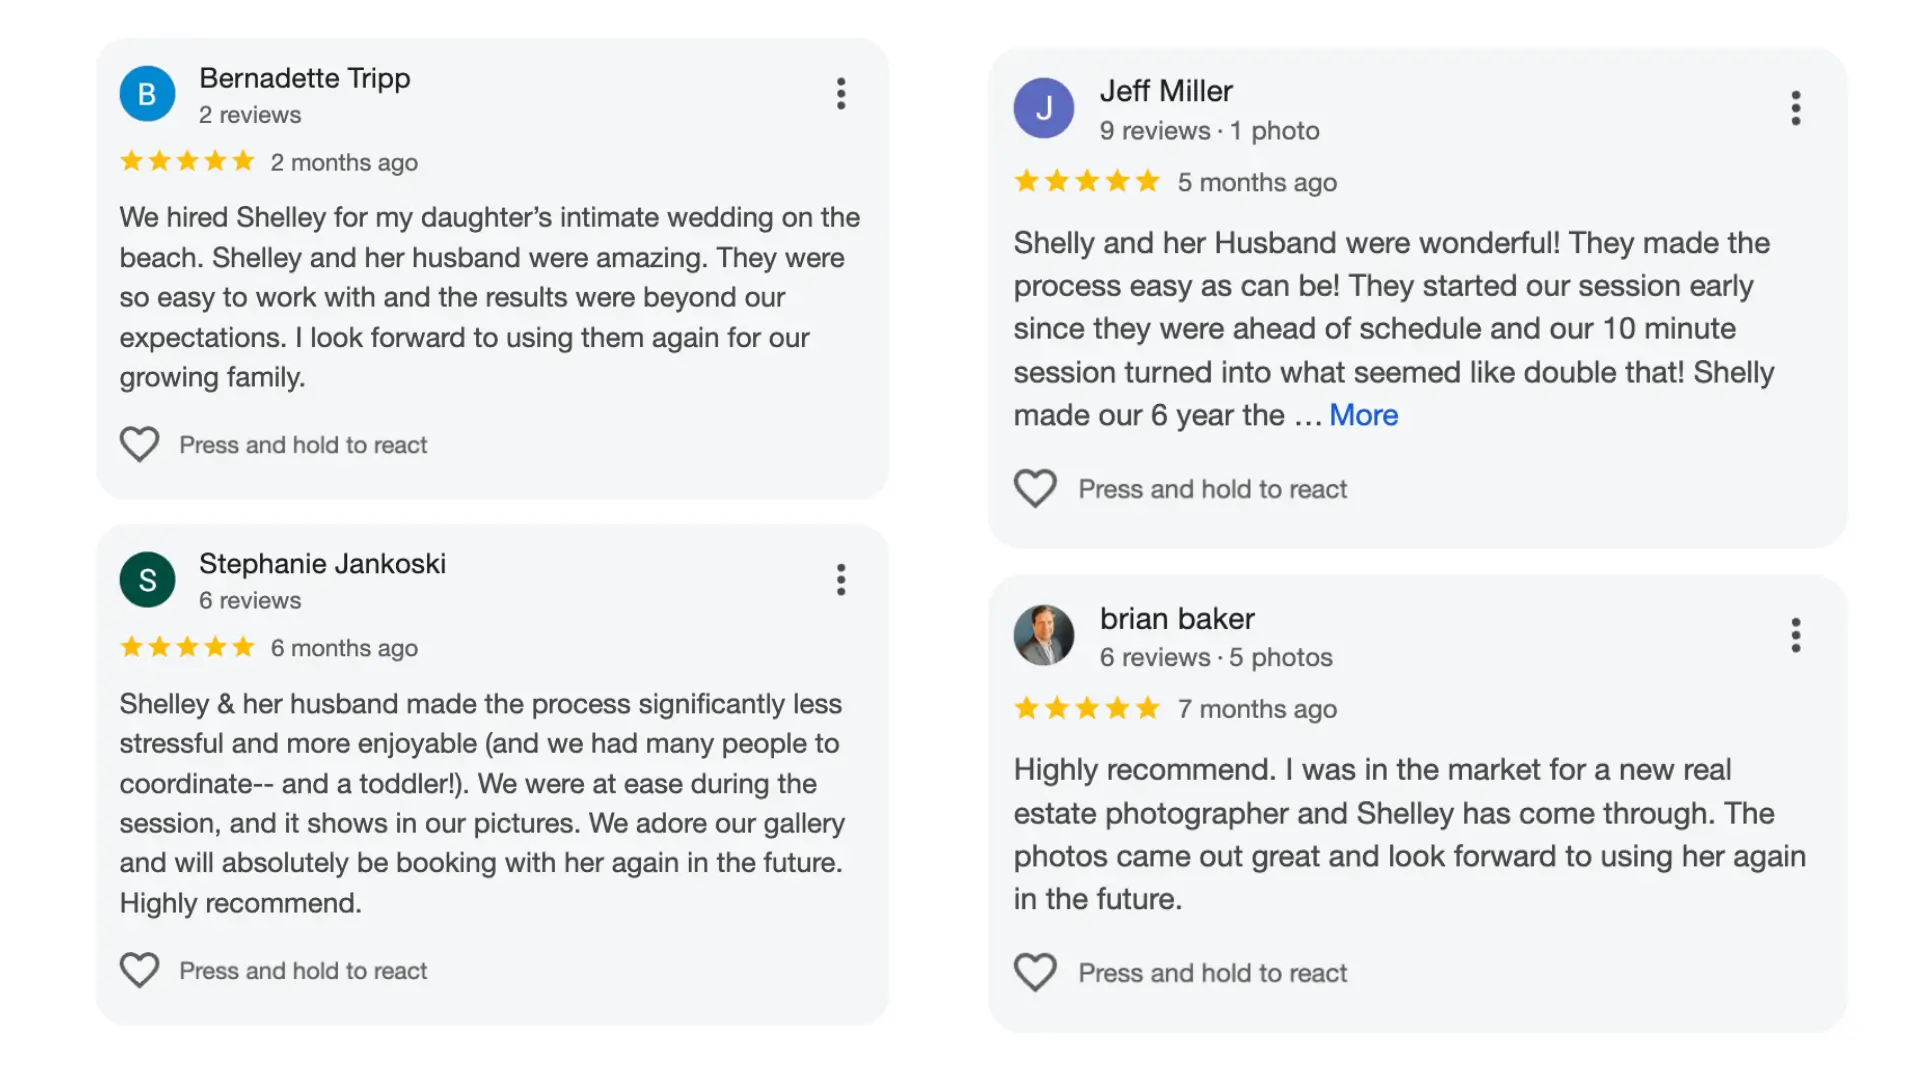 B
Bernadette Tripp
2 reviews
2 months ago
We hired Shelley for my daughter’s intimate wedding on the
beach. Shelley and her husband were amazing. They were
so easy to work with and the results were beyond our
expectations. I look forward to using them again for our
growing family.
Press and hold to react
S
Stephanie Jankoski
6 reviews
6 months ago
Shelley & her husband made the process significantly less
stressful and more enjoyable (and we had many people to
coordinate-- and a toddler!). We were at ease during the
session, and it shows in our pictures. We adore our gallery
and will absolutely be booking with her again in the future.
Highly recommend.
Press and hold to react
J
Jeff Miller
9 reviews · 1 photo
5 months ago
Shelly and her Husband were wonderful! They made the
process easy as can be! They started our session early
since they were ahead of schedule and our 10 minute
session turned into what seemed like double that! Shelly
made our 6 year the … More
Press and hold to react
brian baker
6 reviews · 5 photos
7 months ago
Highly recommend. I was in the market for a new real
estate photographer and Shelley has come through. The
photos came out great and look forward to using her again
in the future.
Press and hold to react